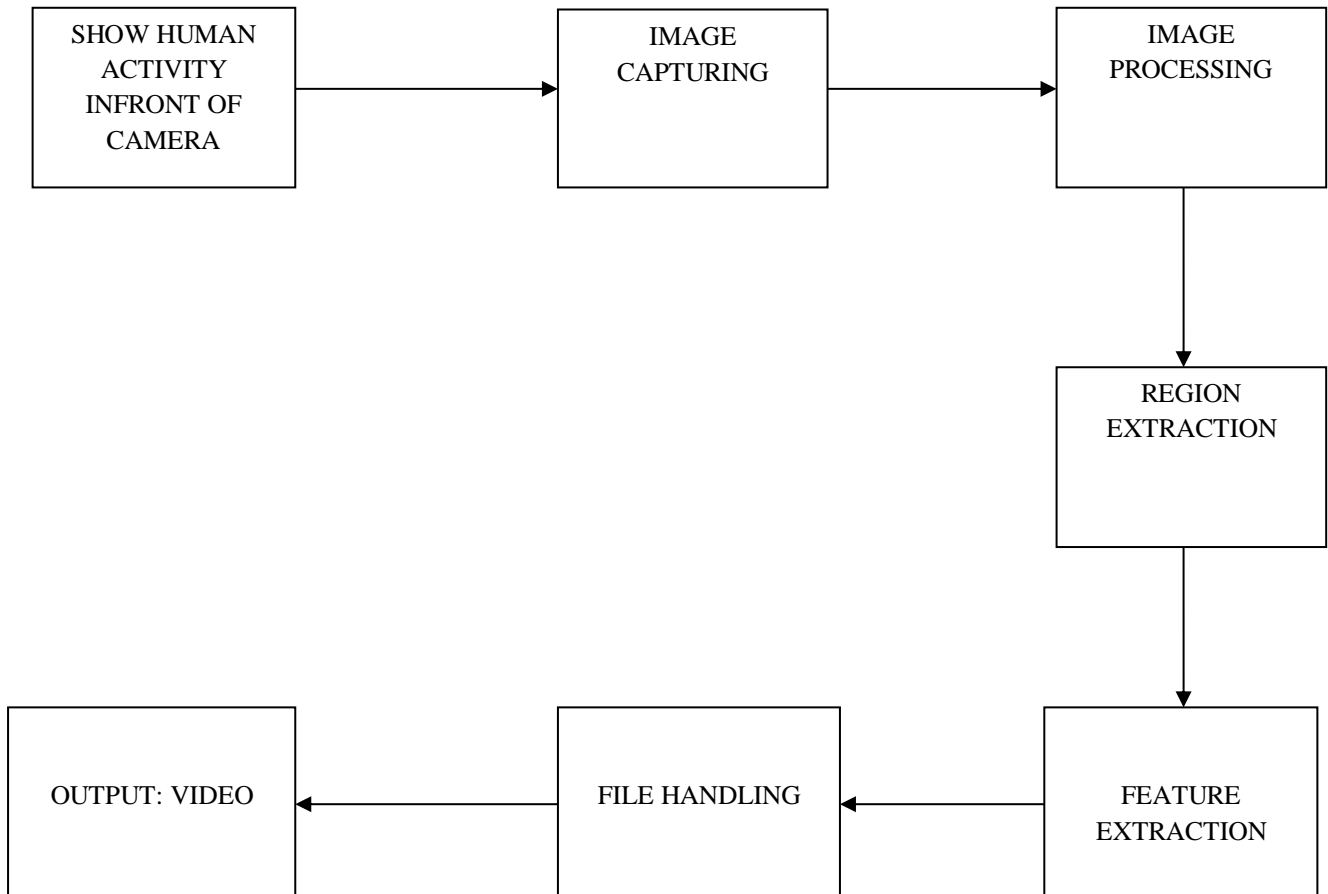 SHOW HUMAN
ACTIVITY
INFRONT OF
CAMERA
IMAGE
CAPTURING
IMAGE
PROCESSING
REGION
EXTRACTION
FEATURE
EXTRACTION
FILE HANDLING
OUTPUT: VIDEO